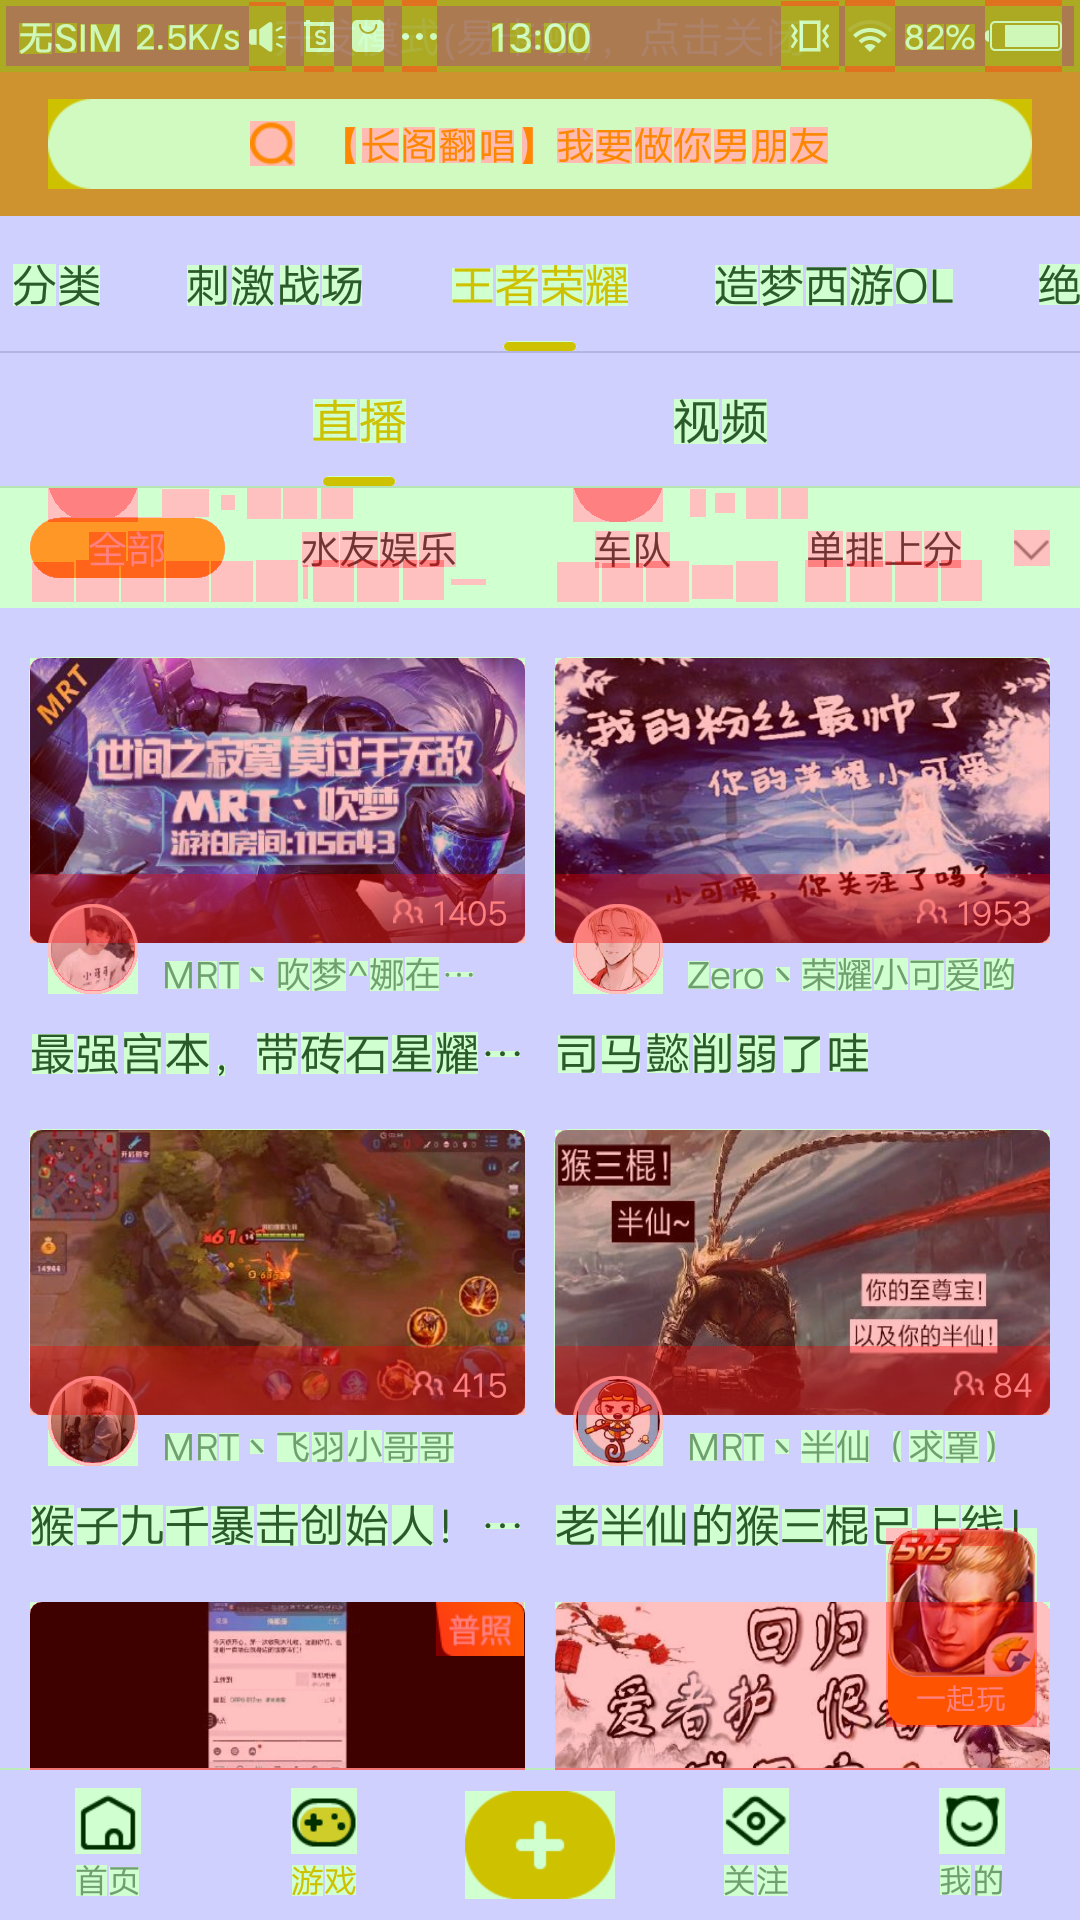 无SIM 2.5K/s 13:00 82%
【长阁翻唱】我要做你男朋友
分类 刺激战场 王者荣耀 造梦西游OL 绝
直播 视频
全部 水友娱乐 车队 单排上分
MRT
世间之寂寞 莫过于无敌
MRT丶吹梦
游拍房间:115643
1405
MRT丶吹梦^娜在…
最强宫本，带砖石星耀…
我的粉丝最帅了
你的荣耀小可爱
小可爱，你关注了吗？
1953
Zero丶荣耀小可爱哟
司马懿削弱了哇
415
MRT丶飞羽小哥哥
猴子九千暴击创始人！…
猴三棍！
半仙~
你的至尊宝！
以及你的半仙！
84
MRT丶半仙（求罩）
老半仙的猴三棍已上线！
普照
回归
爱者护 恨
5v5
一起玩
首页 游戏 关注 我的